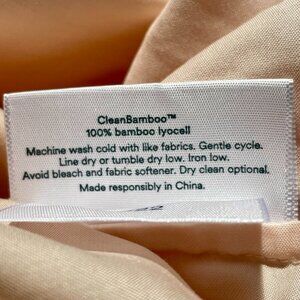 CleanBamboo™
100% bamboo lyocell
Machine wash cold with like fabrics. Gentle cycle.
Line dry or tumble dry low. Iron low.
Avoid bleach and fabric softener. Dry clean optional.
Made responsibly in China.